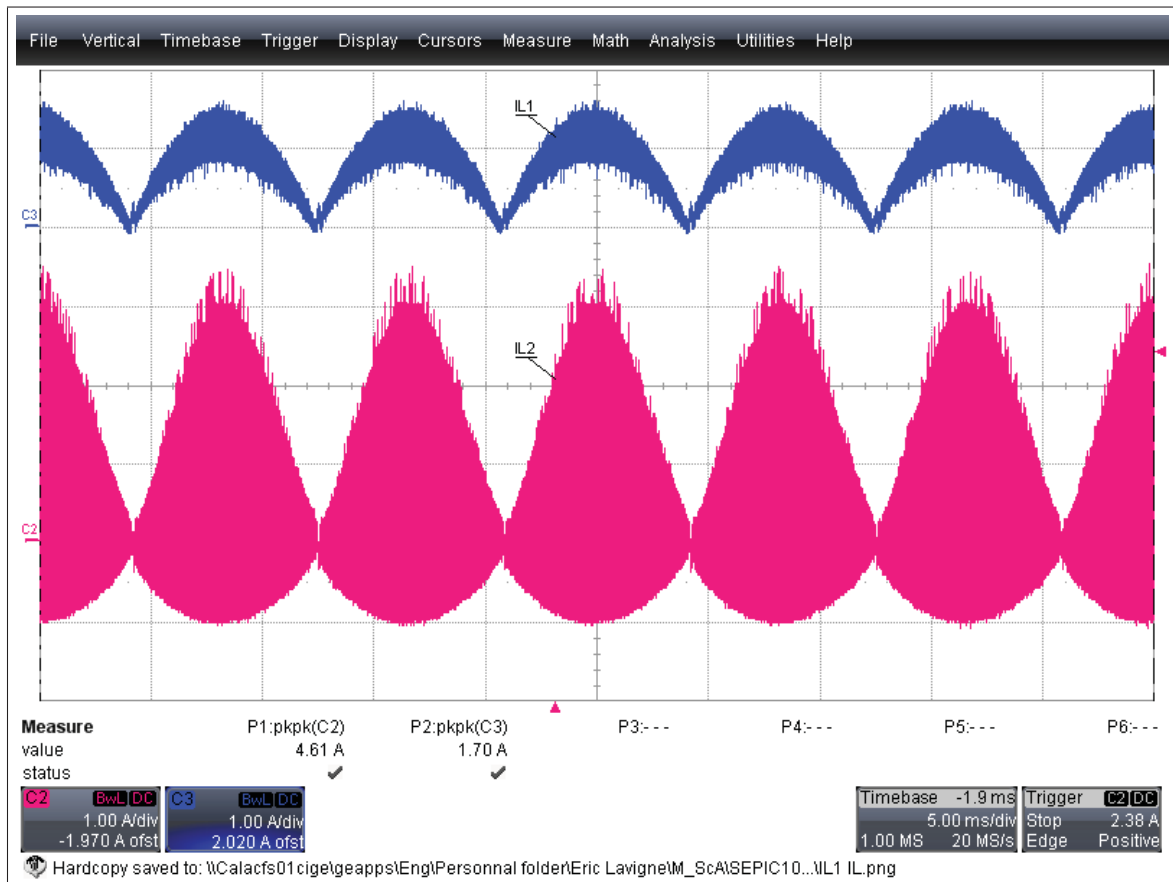 File Vertical Timebase Trigger Display Cursors Measure Math Analysis Utilities Help
IL1
C3
IL2
C2
Measure P1:pkpk(C2) P2:pkpk(C3) P3:- - - P4:- - - P5:- - - P6:- - -
value 4.61 A 1.70 A
status
C2 BwL DC C3 BwL DC Timebase -1.9 ms Trigger C2 DC
1.00 A/div 1.00 A/div 5.00 ms/div Stop 2.38 A
-1.970 A ofst 2.020 A ofst 1.00 MS 20 MS/s Edge Positive
Hardcopy saved to: \\Calacfs01cige\geapps\Eng\Personnal folder\Eric Lavigne\M_ScA\SEPIC10...\IL1 IL.png